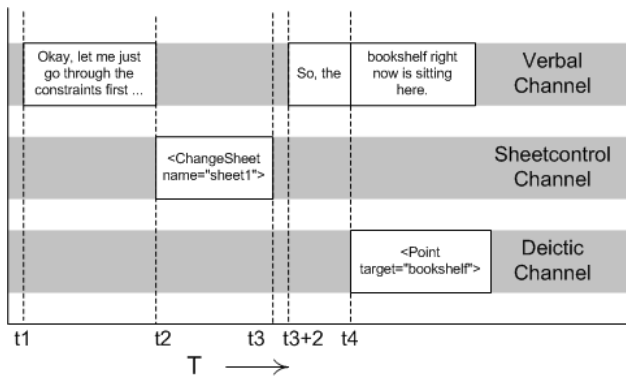 Okay, let me just
go through the
constraints first ...
So, the
bookshelf right
now is sitting
here.
Verbal
Channel
<ChangeSheet
name="sheet1">
Sheetcontrol
Channel
<Point
target="bookshelf">
Deictic
Channel
t1 t2 t3 t3+2 t4
T